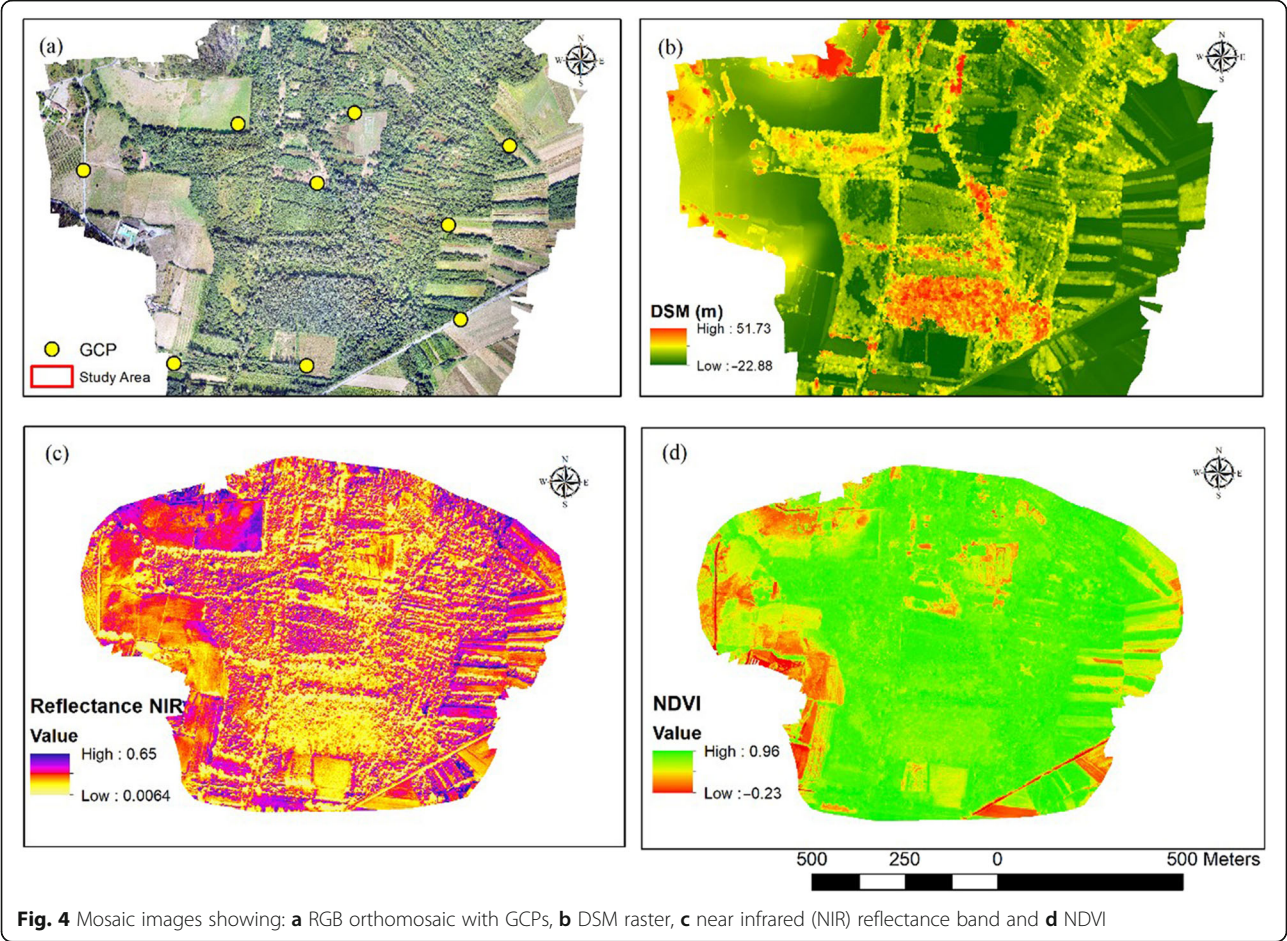 (a)
N
W
E
S
GCP
Study Area
(b)
N
W
E
S
DSM (m)
High : 51.73
Low : -22.88
(c)
N
W
E
S
Reflectance NIR
Value
High : 0.65
Low : 0.0064
(d)
N
W
E
S
NDVI
Value
High : 0.96
Low : -0.23
500 250 0 500 Meters
Fig. 4 Mosaic images showing: a RGB orthomosaic with GCPs, b DSM raster, c near infrared (NIR) reflectance band and d NDVI